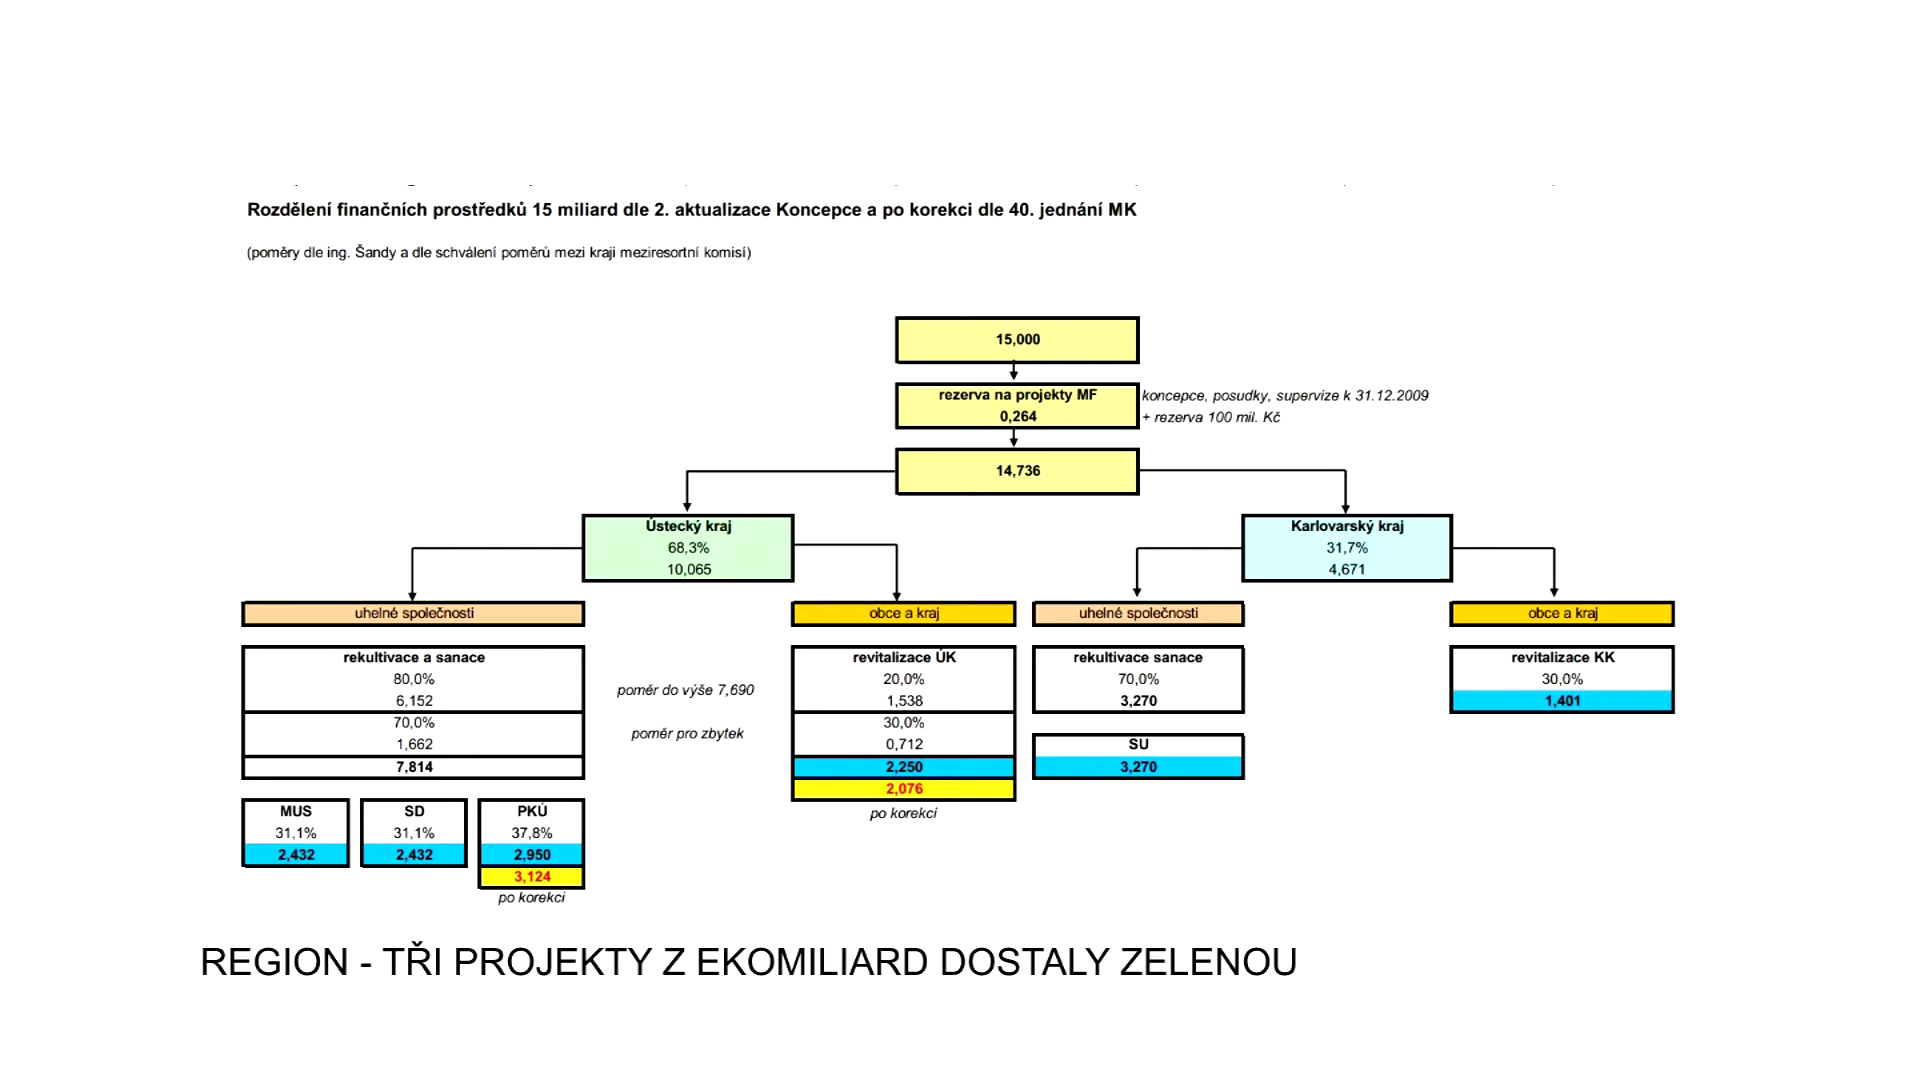 Rozdělení finančních prostředků 15 miliard dle 2. aktualizace Koncepce a po korekci dle 40. jednání MK
(poměry dle ing. Šandy a dle schválení poměrů mezi kraji meziresortní komisí)
15,000
rezerva na projekty MF
0,264
koncepce, posudky, supervize k 31.12.2009
+ rezerva 100 mil. Kč
14,736
Ústecký kraj
68,3%
10,065
Karlovarský kraj
31,7%
4,671
uhelné společnosti
obce a kraj
uhelné společnosti
obce a kraj
rekultivace a sanace
80,0%
6,152
70,0%
1,662
7,814
poměr do výše 7,690
poměr pro zbytek
revitalizace ÚK
20,0%
1,538
30,0%
0,712
2,250
2,076
po korekci
rekultivace sanace
70,0%
3,270
SU
3,270
revitalizace KK
30,0%
1,401
MUS
31,1%
2,432
SD
31,1%
2,432
PKÚ
37,8%
2,950
3,124
po korekci
REGION - TŘI PROJEKTY Z EKOMILIARD DOSTALY ZELENOU